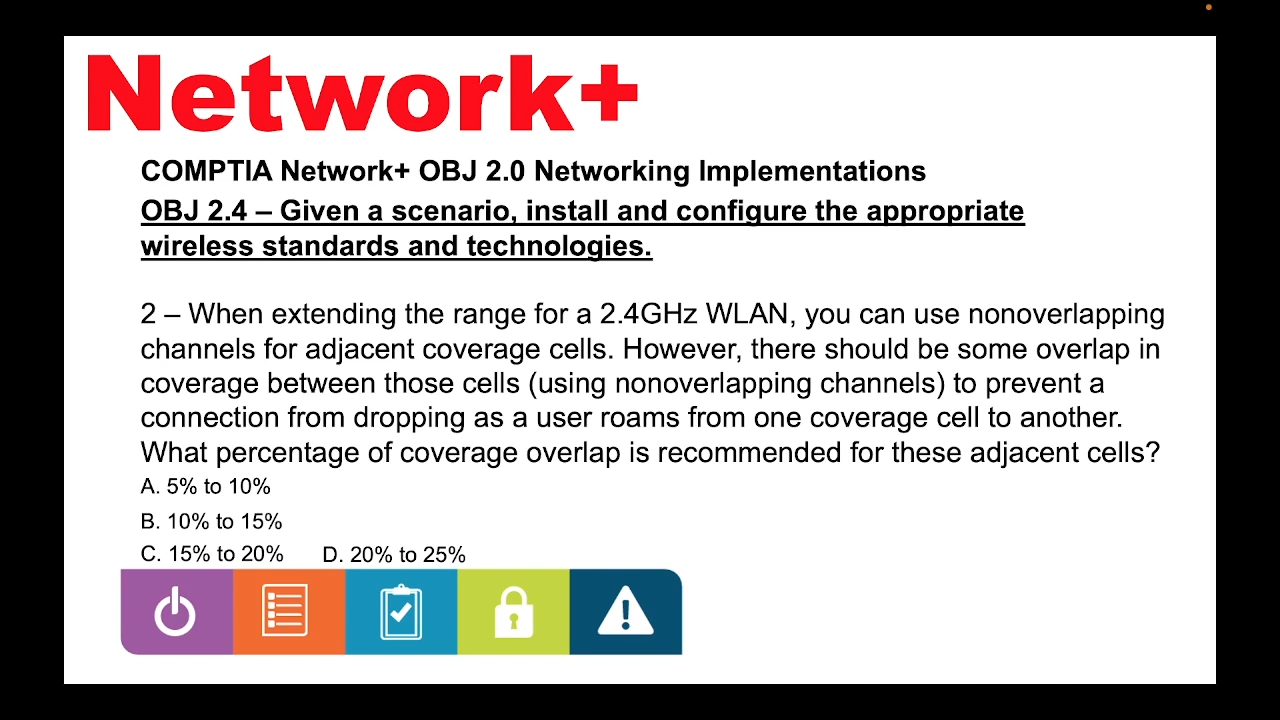 Network+
COMPTIA Network+ OBJ 2.0 Networking Implementations
OBJ 2.4 – Given a scenario, install and configure the appropriate
wireless standards and technologies.
2 – When extending the range for a 2.4GHz WLAN, you can use nonoverlapping
channels for adjacent coverage cells. However, there should be some overlap in
coverage between those cells (using nonoverlapping channels) to prevent a
connection from dropping as a user roams from one coverage cell to another.
What percentage of coverage overlap is recommended for these adjacent cells?
A. 5% to 10%
B. 10% to 15%
C. 15% to 20% D. 20% to 25%